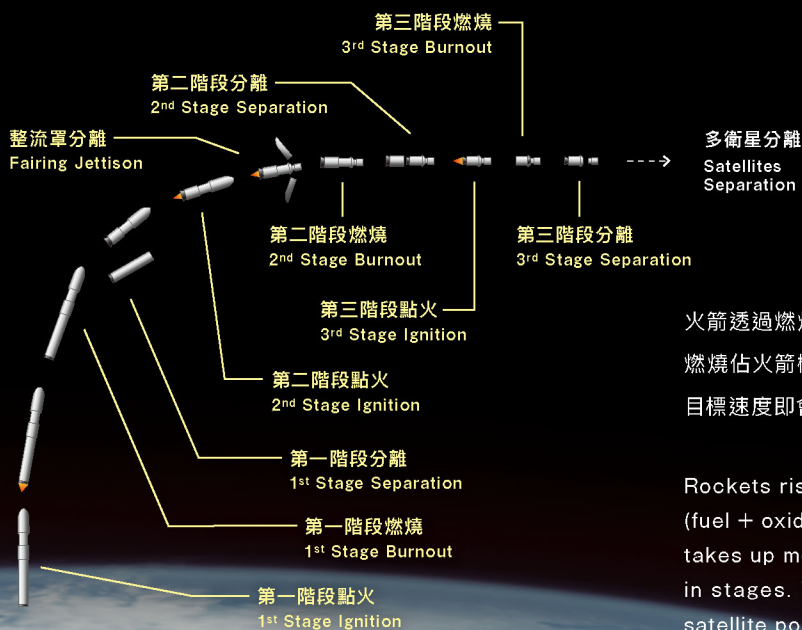 第三階段燃燒
3rd Stage Burnout
第二階段分離
2nd Stage Separation
整流罩分離
Fairing Jettison
多衛星分離
Satellites
Separation
第二階段燃燒
2nd Stage Burnout
第三階段分離
3rd Stage Separation
第三階段點火
3rd Stage Ignition
第二階段點火
2nd Stage Ignition
第一階段分離
1st Stage Separation
第一階段燃燒
1st Stage Burnout
第一階段點火
1st Stage Ignition
火箭透過燃
燃燒佔火箭
目標速度即
Rockets ris
(fuel + oxid
takes up m
in stages.
satellite po